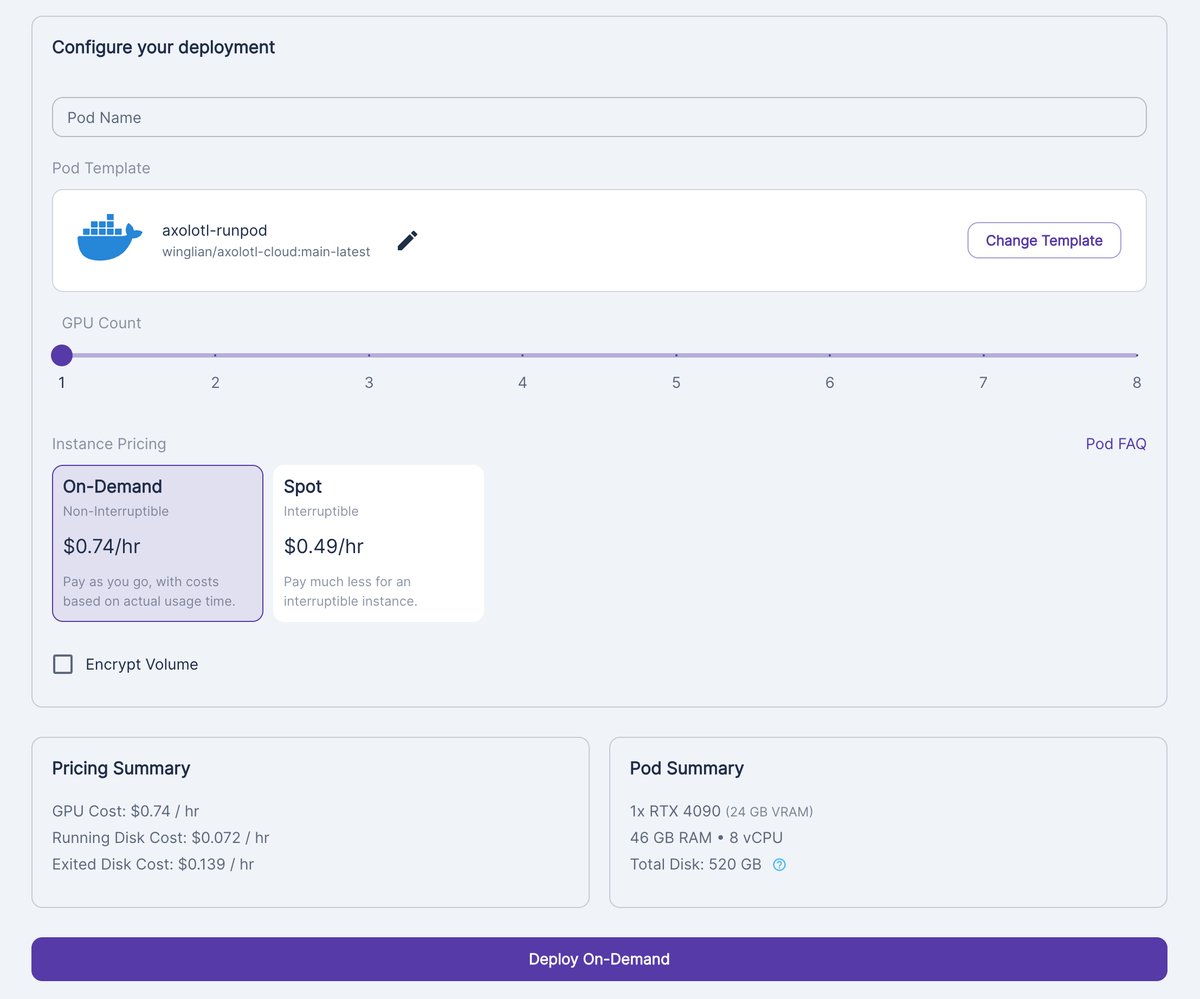 Configure your deployment
Pod Name
Pod Template
axolotl-runpod
winglian/axolotl-cloud:main-latest
Change Template
GPU Count
1 2 3 4 5 6 7 8
Instance Pricing
Pod FAQ
On-Demand
Non-Interruptible
$0.74/hr
Pay as you go, with costs
based on actual usage time.
Spot
Interruptible
$0.49/hr
Pay much less for an
interruptible instance.
Encrypt Volume
Pricing Summary
GPU Cost: $0.74 / hr
Running Disk Cost: $0.072 / hr
Exited Disk Cost: $0.139 / hr
Pod Summary
1x RTX 4090 (24 GB VRAM)
46 GB RAM • 8 vCPU
Total Disk: 520 GB
Deploy On-Demand